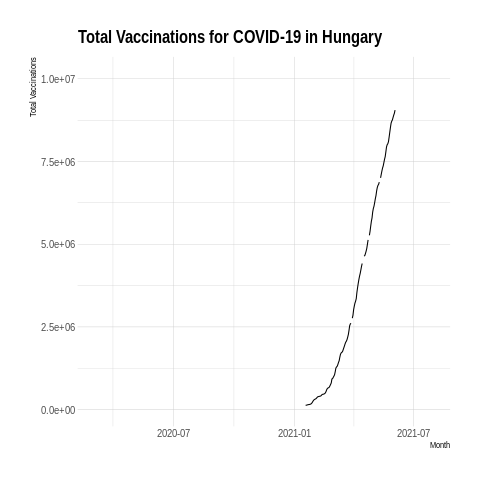 Total Vaccinations for COVID-19 in Hungary
Total Vaccinations
1.0e+07
7.5e+06
5.0e+06
2.5e+06
0.0e+00
2020-07 2021-01 2021-07
Month